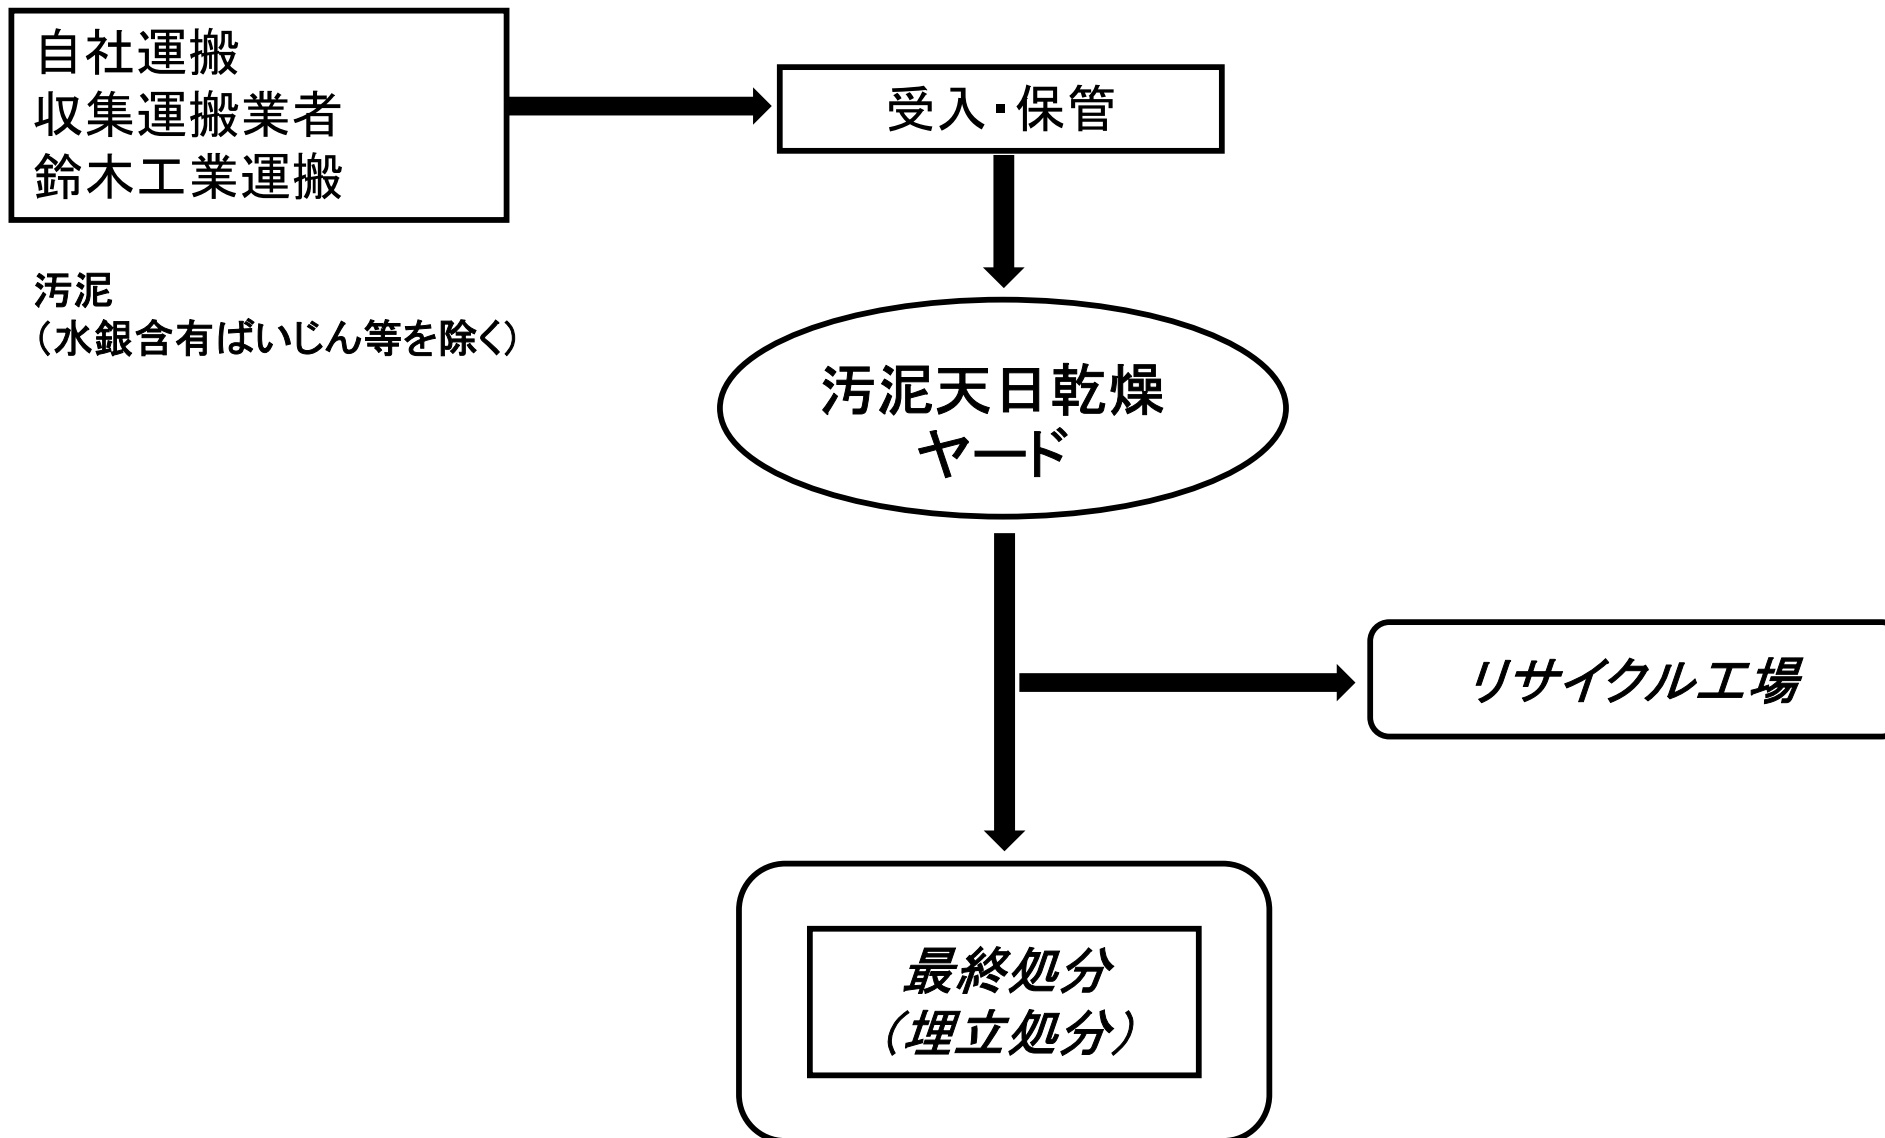 自社運搬
収集運搬業者
鈴木工業運搬
受入・保管
汚泥
（水銀含有ばいじん等を除く）
汚泥天日乾燥
ヤード
リサイクル工場
最終処分
（埋立処分）